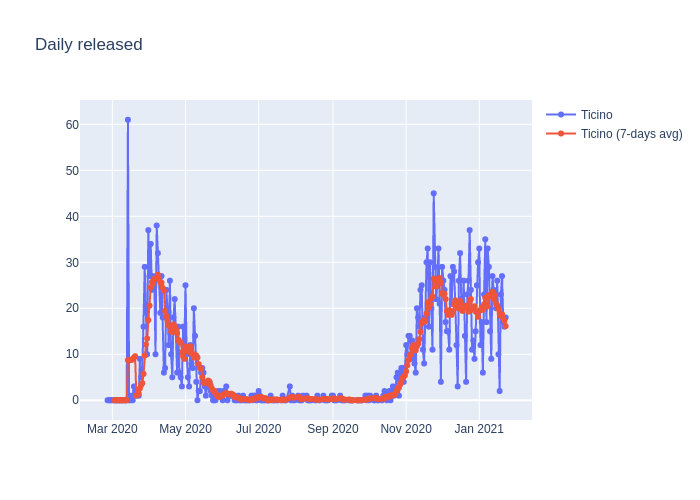 Daily released
Ticino
Ticino (7-days avg)
60
50
40
30
20
10
0
Mar 2020
May 2020
Jul 2020
Sep 2020
Nov 2020
Jan 2021